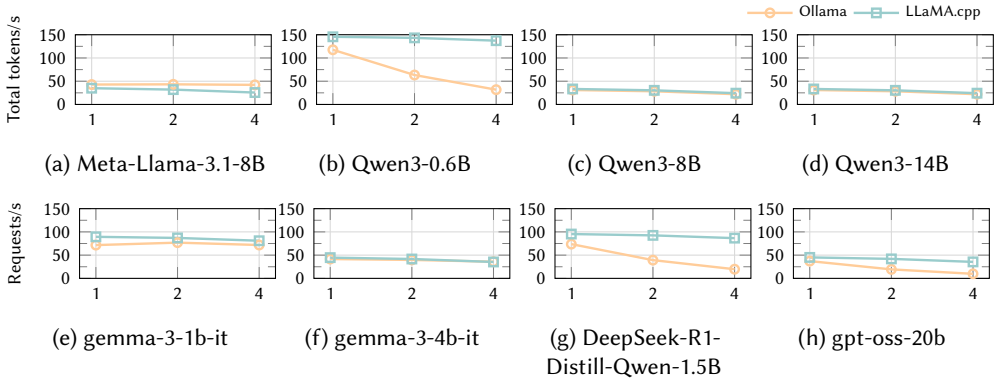 Ollama LLaMA.cpp
Total tokens/s
150 150 150 150
100 100 100 100
50 50 50 50
0 0 0 0
1 2 4 1 2 4 1 2 4 1 2 4
(a) Meta-Llama-3.1-8B (b) Qwen3-0.6B (c) Qwen3-8B (d) Qwen3-14B
Requests/s
150 150 150 150
100 100 100 100
50 50 50 50
0 0 0 0
1 2 4 1 2 4 1 2 4 1 2 4
(e) gemma-3-1b-it (f) gemma-3-4b-it (g) DeepSeek-R1- (h) gpt-oss-20b
Distill-Qwen-1.5B